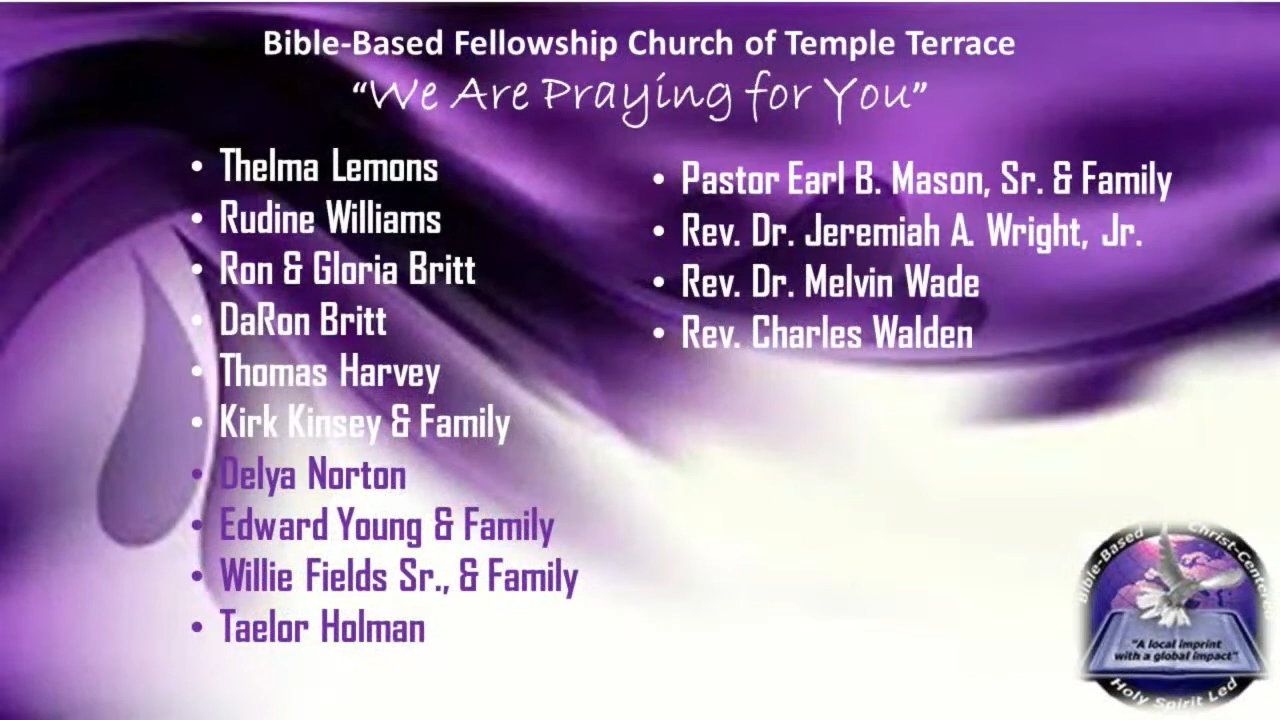 Bible-Based Fellowship Church of Temple Terrace
“We Are Praying for You”
• Thelma Lemons
• Rudine Williams
• Ron & Gloria Britt
• DaRon Britt
• Thomas Harvey
• Kirk Kinsey & Family
• Delya Norton
• Edward Young & Family
• Willie Fields Sr., & Family
• Taelor Holman
• Pastor Earl B. Mason, Sr. & Family
• Rev. Dr. Jeremiah A. Wright, Jr.
• Rev. Dr. Melvin Wade
• Rev. Charles Walden
Bible-Based
"A local imprint
with a global impact"
Holy Spirit Led